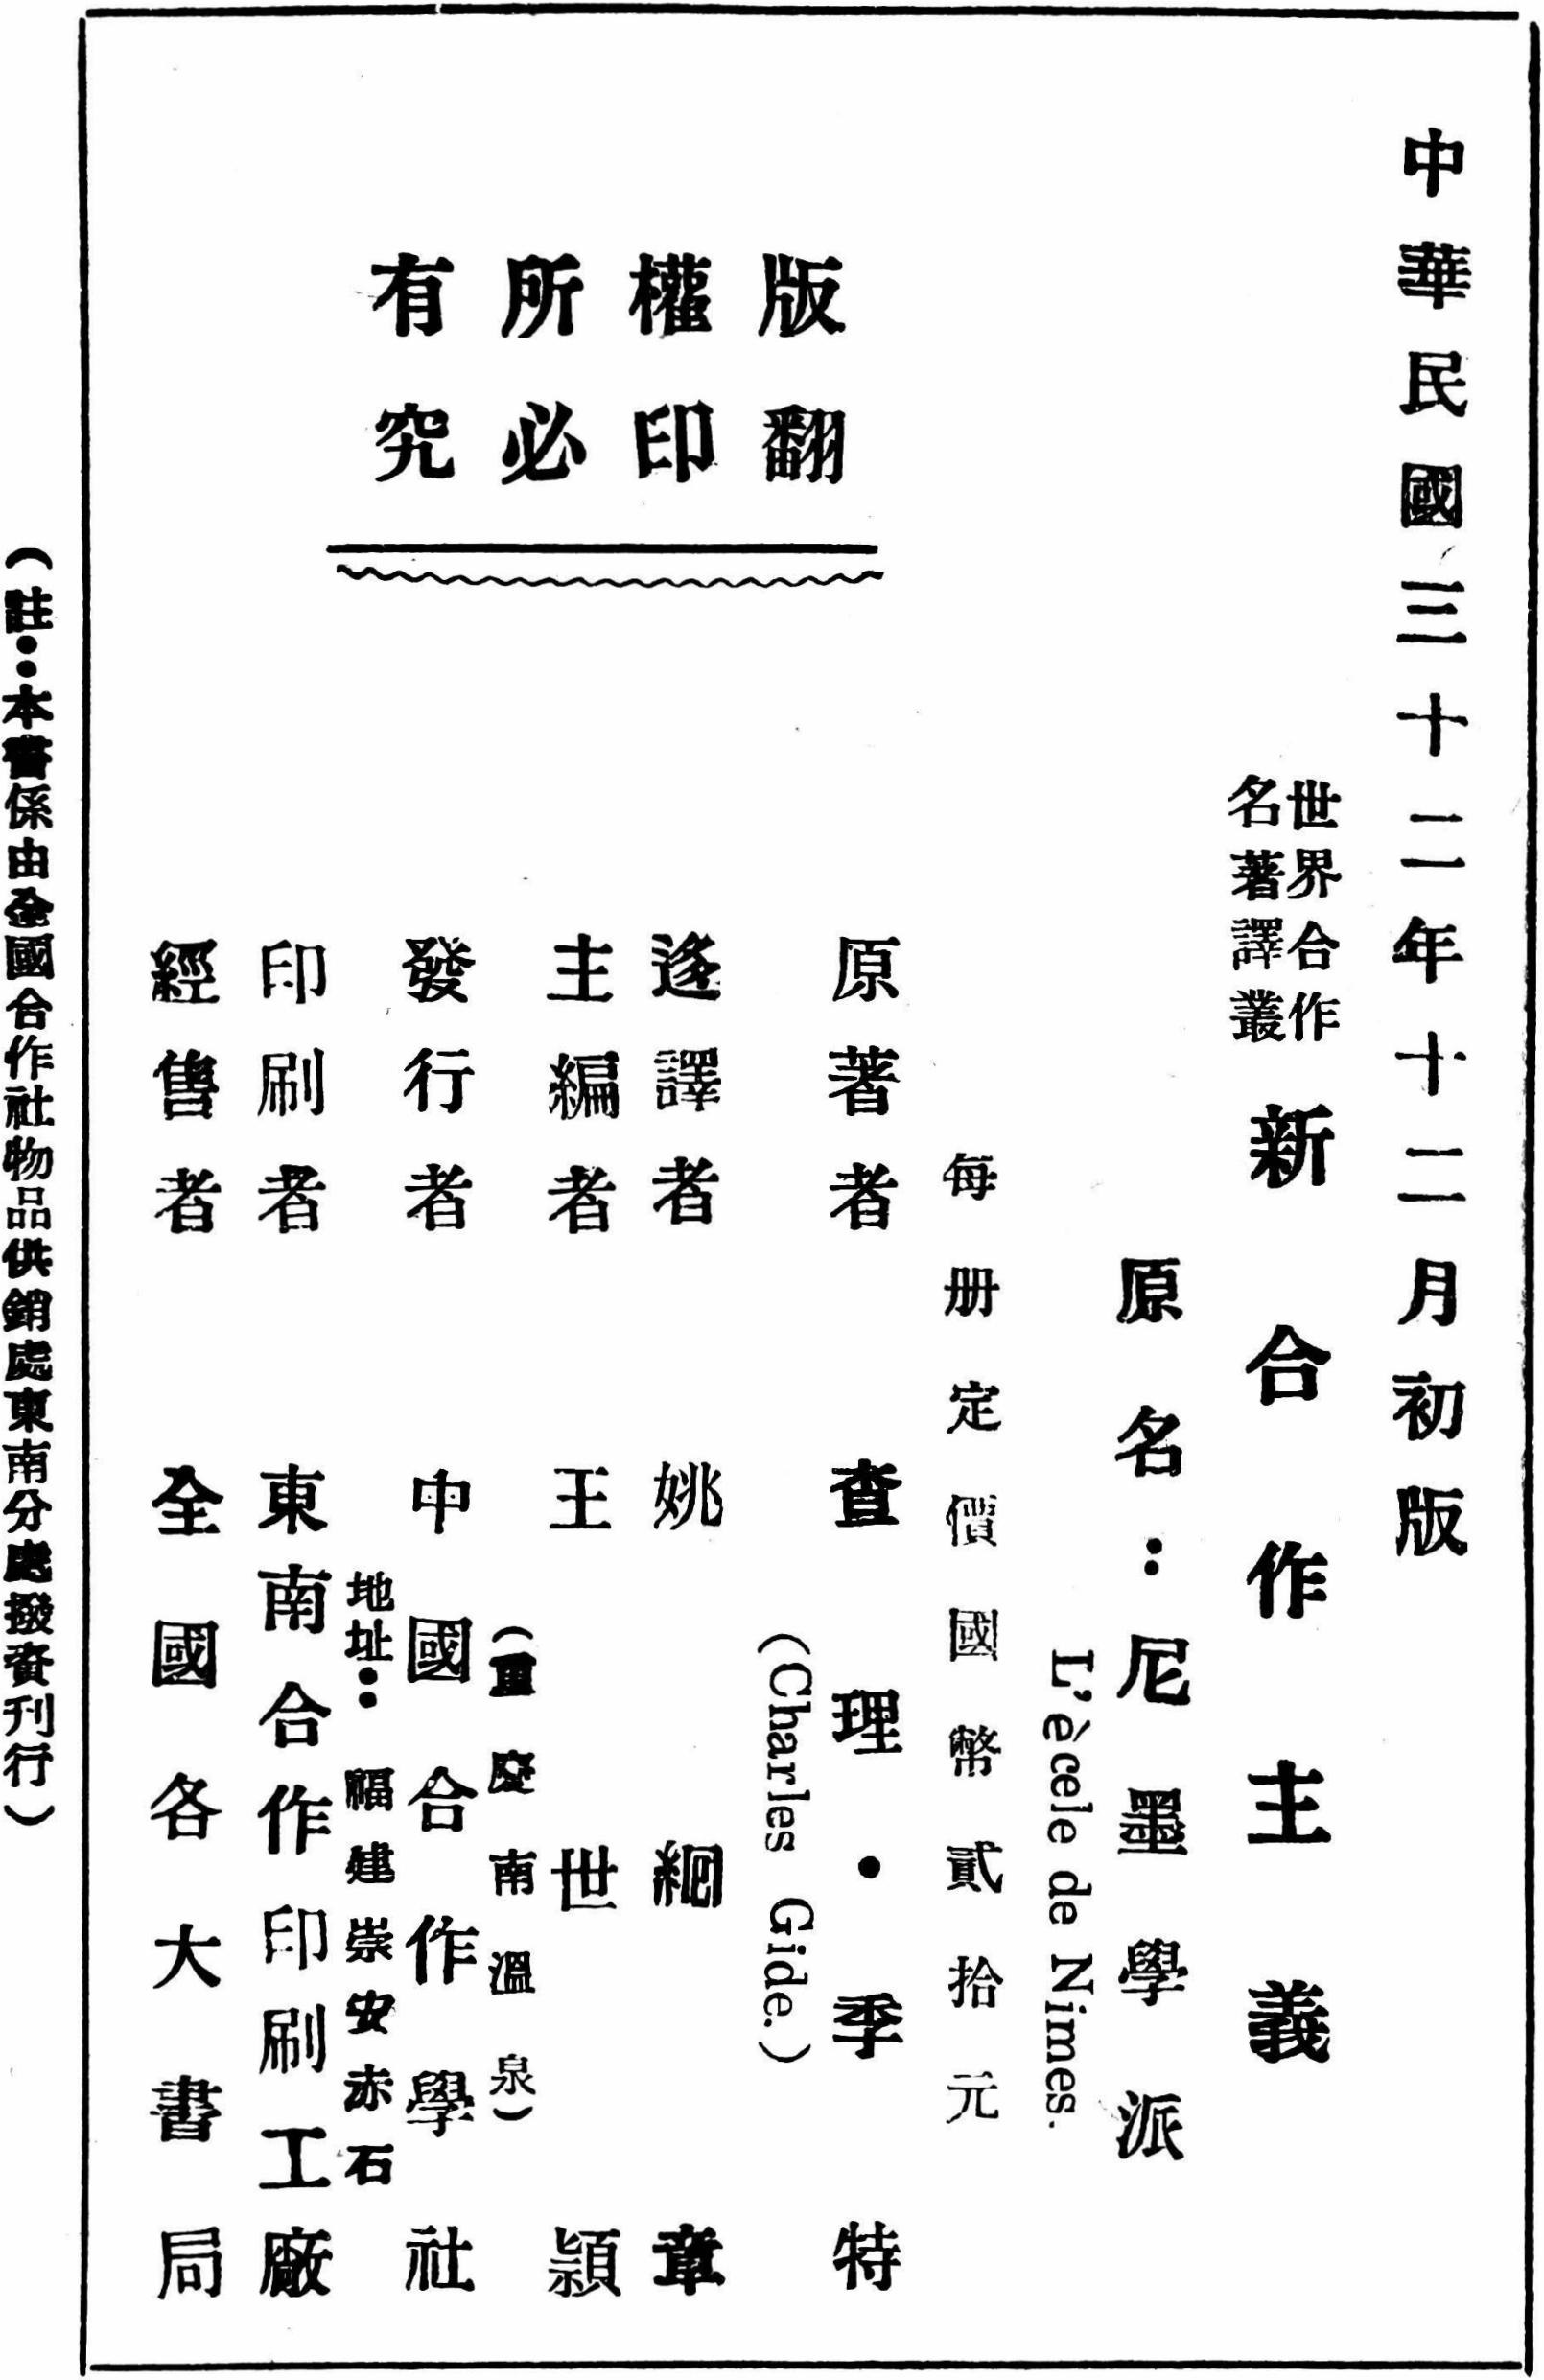 中華民國三十二年十二月初版
世界合作
名著譯叢
新合作主義
原名：尼墨學派
L’ècele de Nimes.
每册定價國幣貳拾元
版權所有
翻印必究
原著者 查理・季特
(Charles Gide.)
迻譯者 姚絪章
主編者 王世頴
發行者 中國合作學社
(重慶南溫泉)
印刷者 東南合作印刷工廠
地址：福建崇安赤石
經售者 全國各大書局
(註：本書係由全國合作社物品供銷處東南分處撥資刊行)